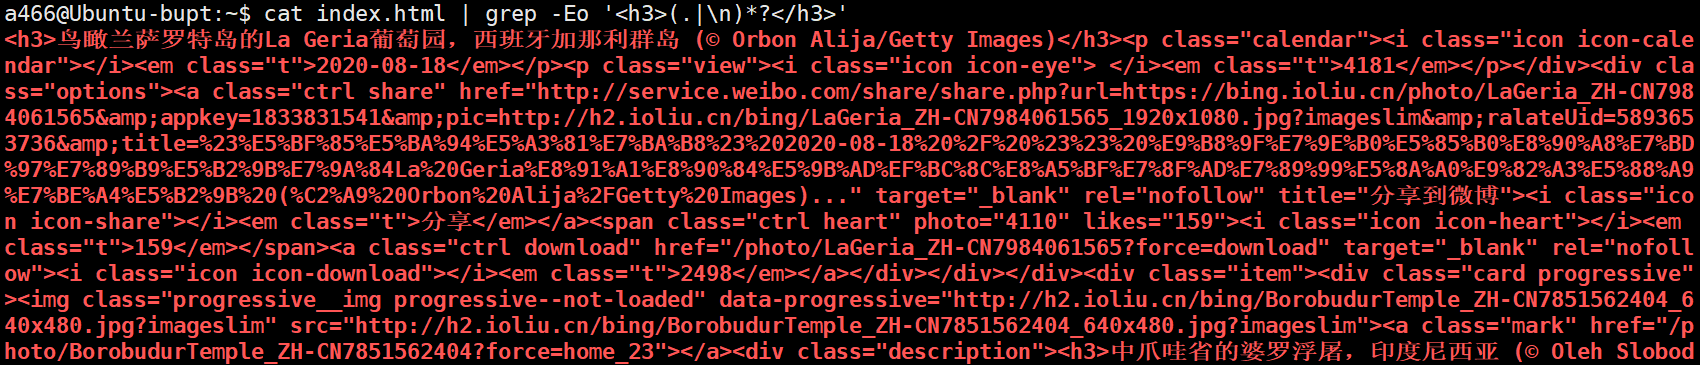 a466@Ubuntu-bupt:~$ cat index.html | grep -Eo '<h3>(.|\n)*?</h3>'
<h3>鸟瞰兰萨罗特岛的La Geria葡萄园，西班牙加那利群岛 (© Orbon Alija/Getty Images)</h3><p class="calendar"><i class="icon icon-cale
ndar"></i><em class="t">2020-08-18</em></p><p class="view"><i class="icon icon-eye"> </i><em class="t">4181</em></p></div><div cla
ss="options"><a class="ctrl share" href="http://service.weibo.com/share/share.php?url=https://bing.ioliu.cn/photo/LaGeria_ZH-CN798
4061565&amp;appkey=1833831541&amp;pic=http://h2.ioliu.cn/bing/LaGeria_ZH-CN7984061565_1920x1080.jpg?imageslim&amp;ralateUid=589365
3736&amp;title=%23%E5%BF%85%E5%BA%94%E5%A3%81%E7%BA%B8%23%202020-08-18%20%2F%20%23%23%20%E9%B8%9F%E7%9E%B0%E5%85%B0%E8%90%A8%E7%BD
%97%E7%89%B9%E5%B2%9B%E7%9A%84La%20Geria%E8%91%A1%E8%90%84%E5%9B%AD%EF%BC%8C%E8%A5%BF%E7%8F%AD%E7%89%99%E5%8A%A0%E9%82%A3%E5%88%A9
%E7%BE%A4%E5%B2%9B%20(%C2%A9%20Orbon%20Alija%2FGetty%20Images)..." target="_blank" rel="nofollow" title="分享到微博"><i class="ico
n icon-share"></i><em class="t">分享</em></a><span class="ctrl heart" photo="4110" likes="159"><i class="icon icon-heart"></i><em
class="t">159</em></span><a class="ctrl download" href="/photo/LaGeria_ZH-CN7984061565?force=download" target="_blank" rel="nofoll
ow"><i class="icon icon-download"></i><em class="t">2498</em></a></div></div></div><div class="item"><div class="card progressive"
><img class="progressive__img progressive--not-loaded" data-progressive="http://h2.ioliu.cn/bing/BorobudurTemple_ZH-CN7851562404_6
40x480.jpg?imageslim" src="http://h2.ioliu.cn/bing/BorobudurTemple_ZH-CN7851562404_640x480.jpg?imageslim"><a class="mark" href="/p
hoto/BorobudurTemple_ZH-CN7851562404?force=home_23"></a><div class="description"><h3>中爪哇省的婆罗浮屠，印度尼西亚 (© Oleh Slobod